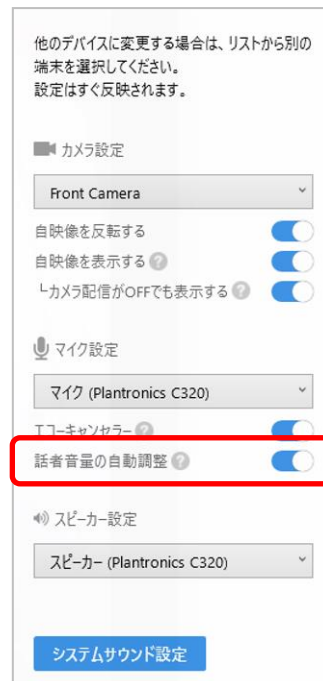 他のデバイスに変更する場合は、リストから別の
端末を選択してください。
設定はすぐ反映されます。
カメラ設定
Front Camera
自映像を反転する
自映像を表示する ?
└カメラ配信がOFFでも表示する ?
マイク設定
マイク (Plantronics C320)
エコーキャンセラー ?
話者音量の自動調整 ?
スピーカー設定
スピーカー (Plantronics C320)
システムサウンド設定